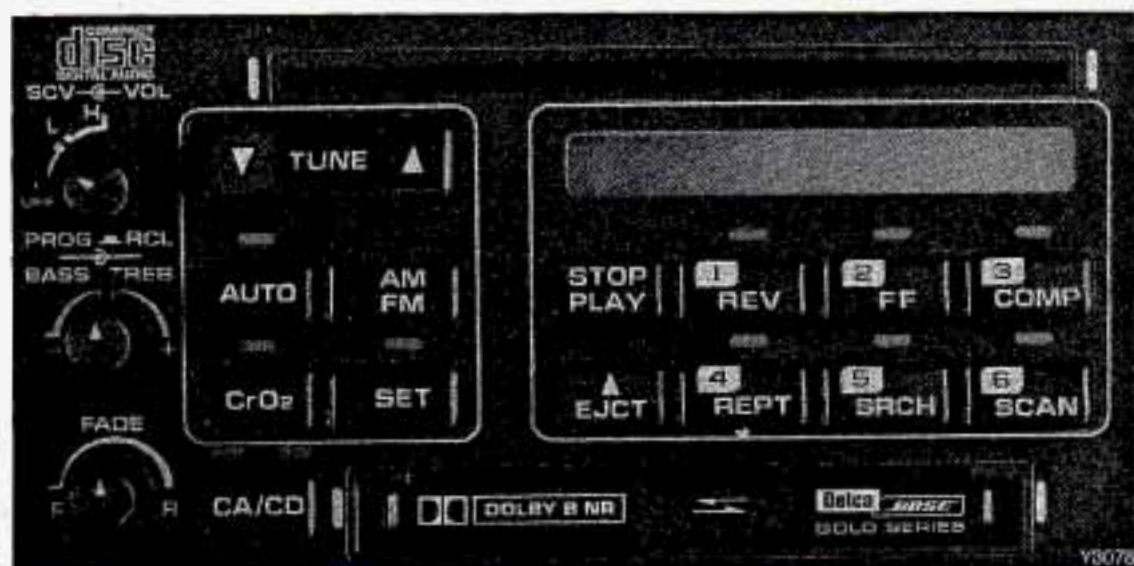 COMPACT
disc
DIGITAL AUDIO
SCV VOL
L H
OFF
PROG RCL
BASS TREB
- +
FADE
F R
TUNE
AUTO
AM
FM
CrO2
SET
CA/CD
STOP
PLAY
1
REV
2
FF
3
COMP
EJCT
4
REPT
5
SRCH
6
SCAN
DOLBY B NR
Delco BOSE
GOLD SERIES
Y3078